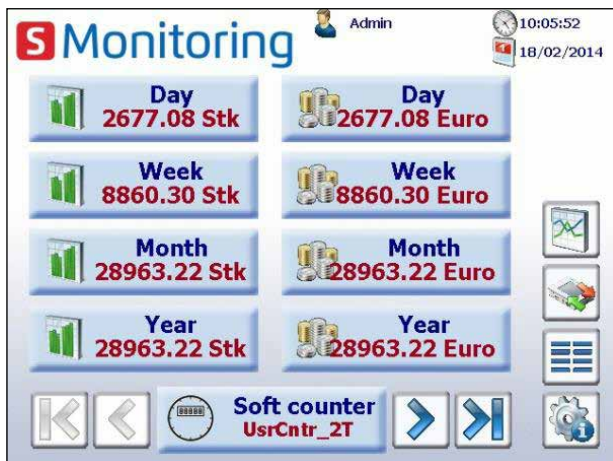 S Monitoring
Admin
10:05:52
18/02/2014
Day
2677.08 Stk
Day
2677.08 Euro
Week
8860.30 Stk
Week
8860.30 Euro
Month
28963.22 Stk
Month
28963.22 Euro
Year
28963.22 Stk
Year
28963.22 Euro
Soft counter
UsrCntr_2T